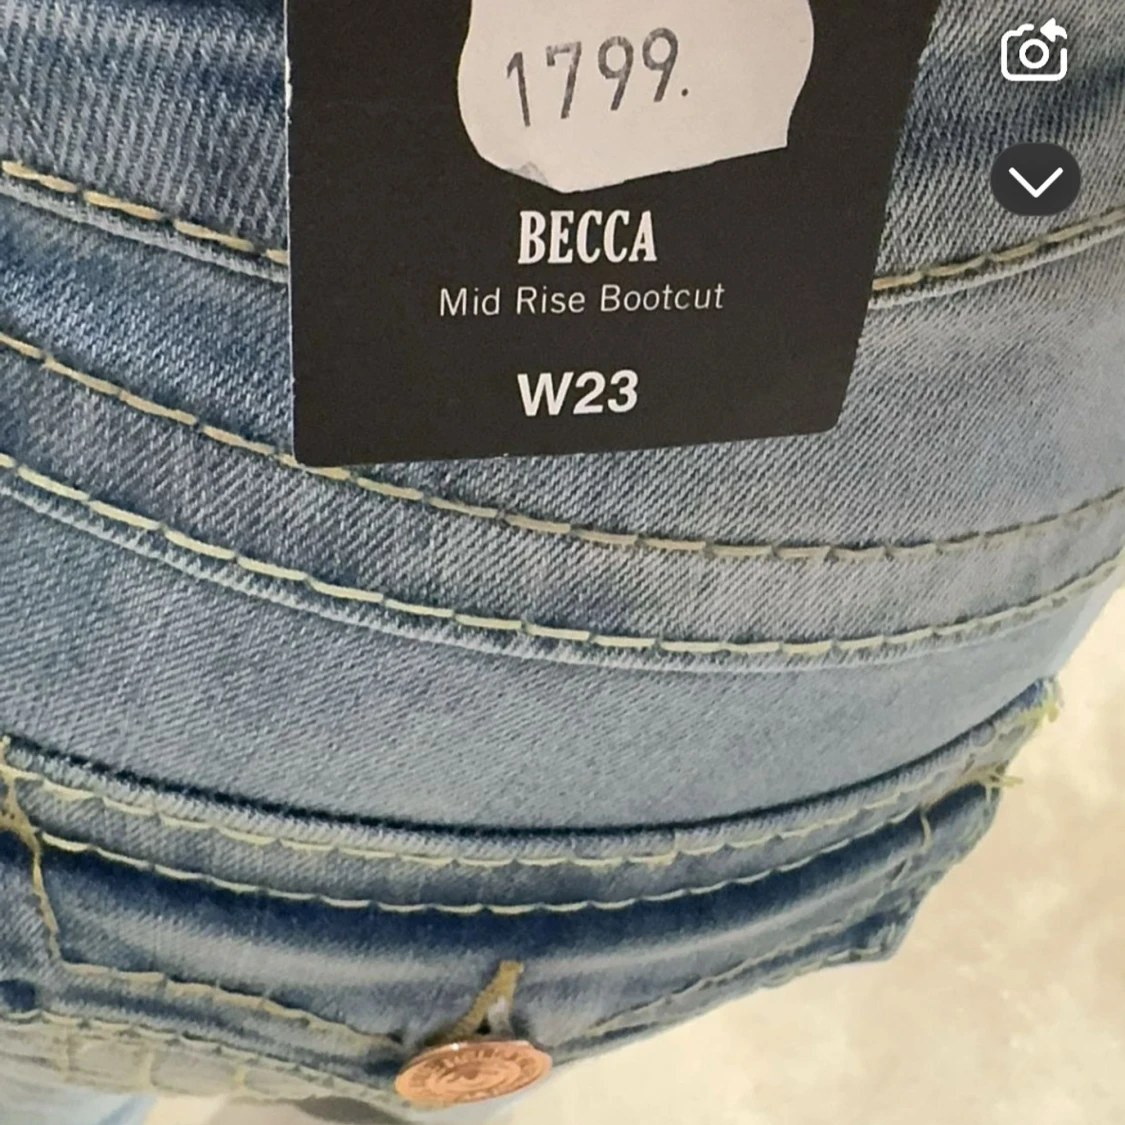 1799.
BECCA
Mid Rise Bootcut
W23